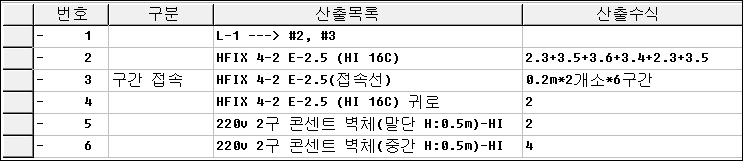 번호 구분 산출목록 산출수식
- 1 L-1 ---> #2, #3
- 2 HFIX 4-2 E-2.5 (HI 16C) 2.3+3.5+3.6+3.4+2.3+3.5
- 3 구간 접속 HFIX 4-2 E-2.5(접속선) 0.2m*2개소*6구간
- 4 HFIX 4-2 E-2.5 (HI 16C) 귀로 2
- 5 220v 2구 콘센트 벽체(말단 H:0.5m)-HI 2
- 6 220v 2구 콘센트 벽체(중간 H:0.5m)-HI 4